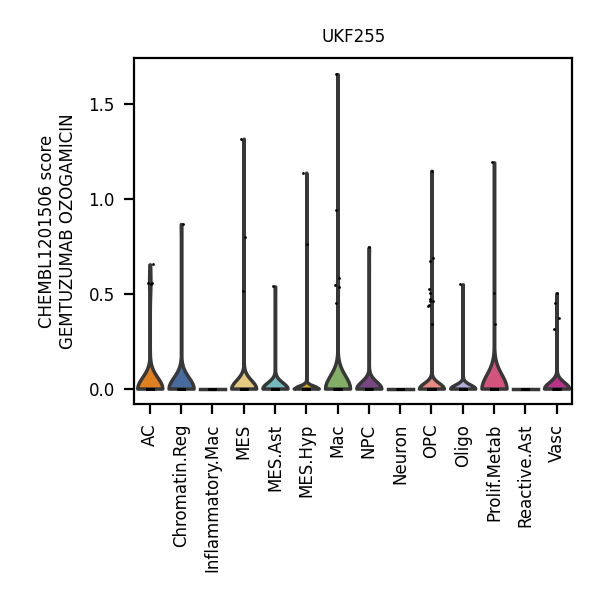 UKF255
CHEMBL1201506 score
GEMTUZUMAB OZOGAMICIN
1.5
1.0
0.5
0.0
AC
Chromatin.Reg
Inflammatory.Mac
MES
MES.Ast
MES.Hyp
Mac
NPC
Neuron
OPC
Oligo
Prolif.Metab
Reactive.Ast
Vasc